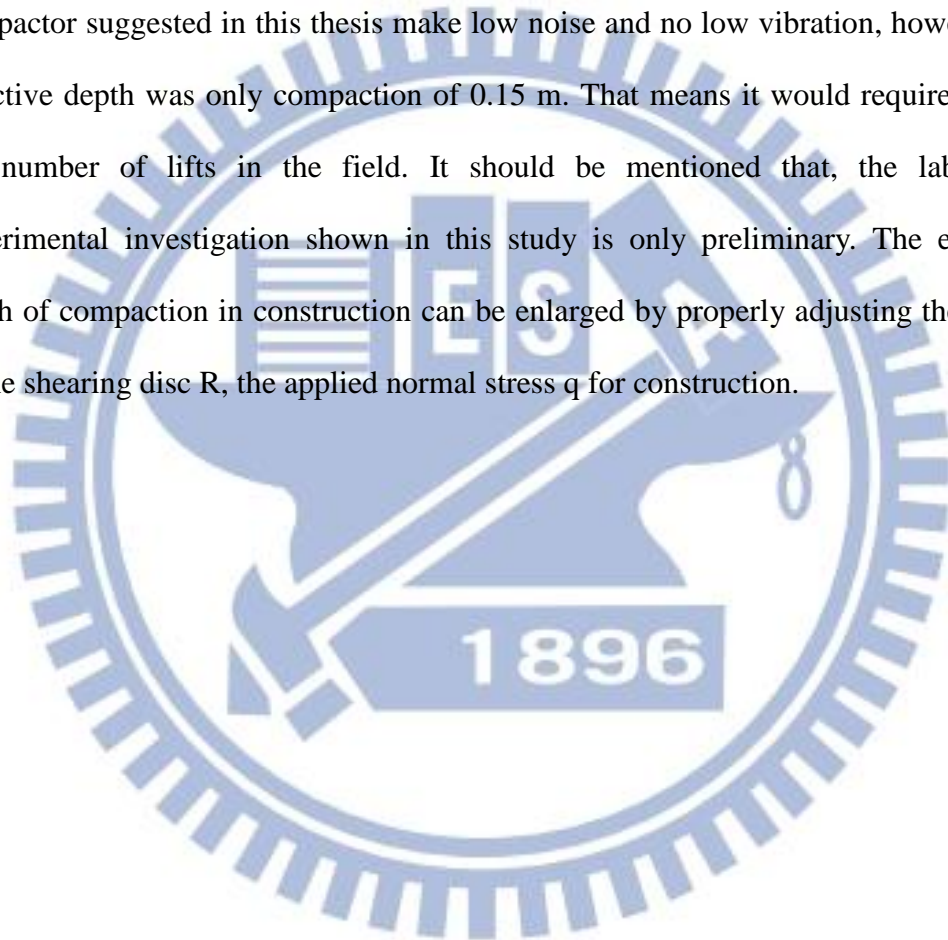 pactor suggested in this thesis make low noise and no low vibration, howe
ctive depth was only compaction of 0.15 m. That means it would require
number of lifts in the field. It should be mentioned that, the lab
erimental investigation shown in this study is only preliminary. The e
h of compaction in construction can be enlarged by properly adjusting the
e shearing disc R, the applied normal stress q for construction.
E S A
1896